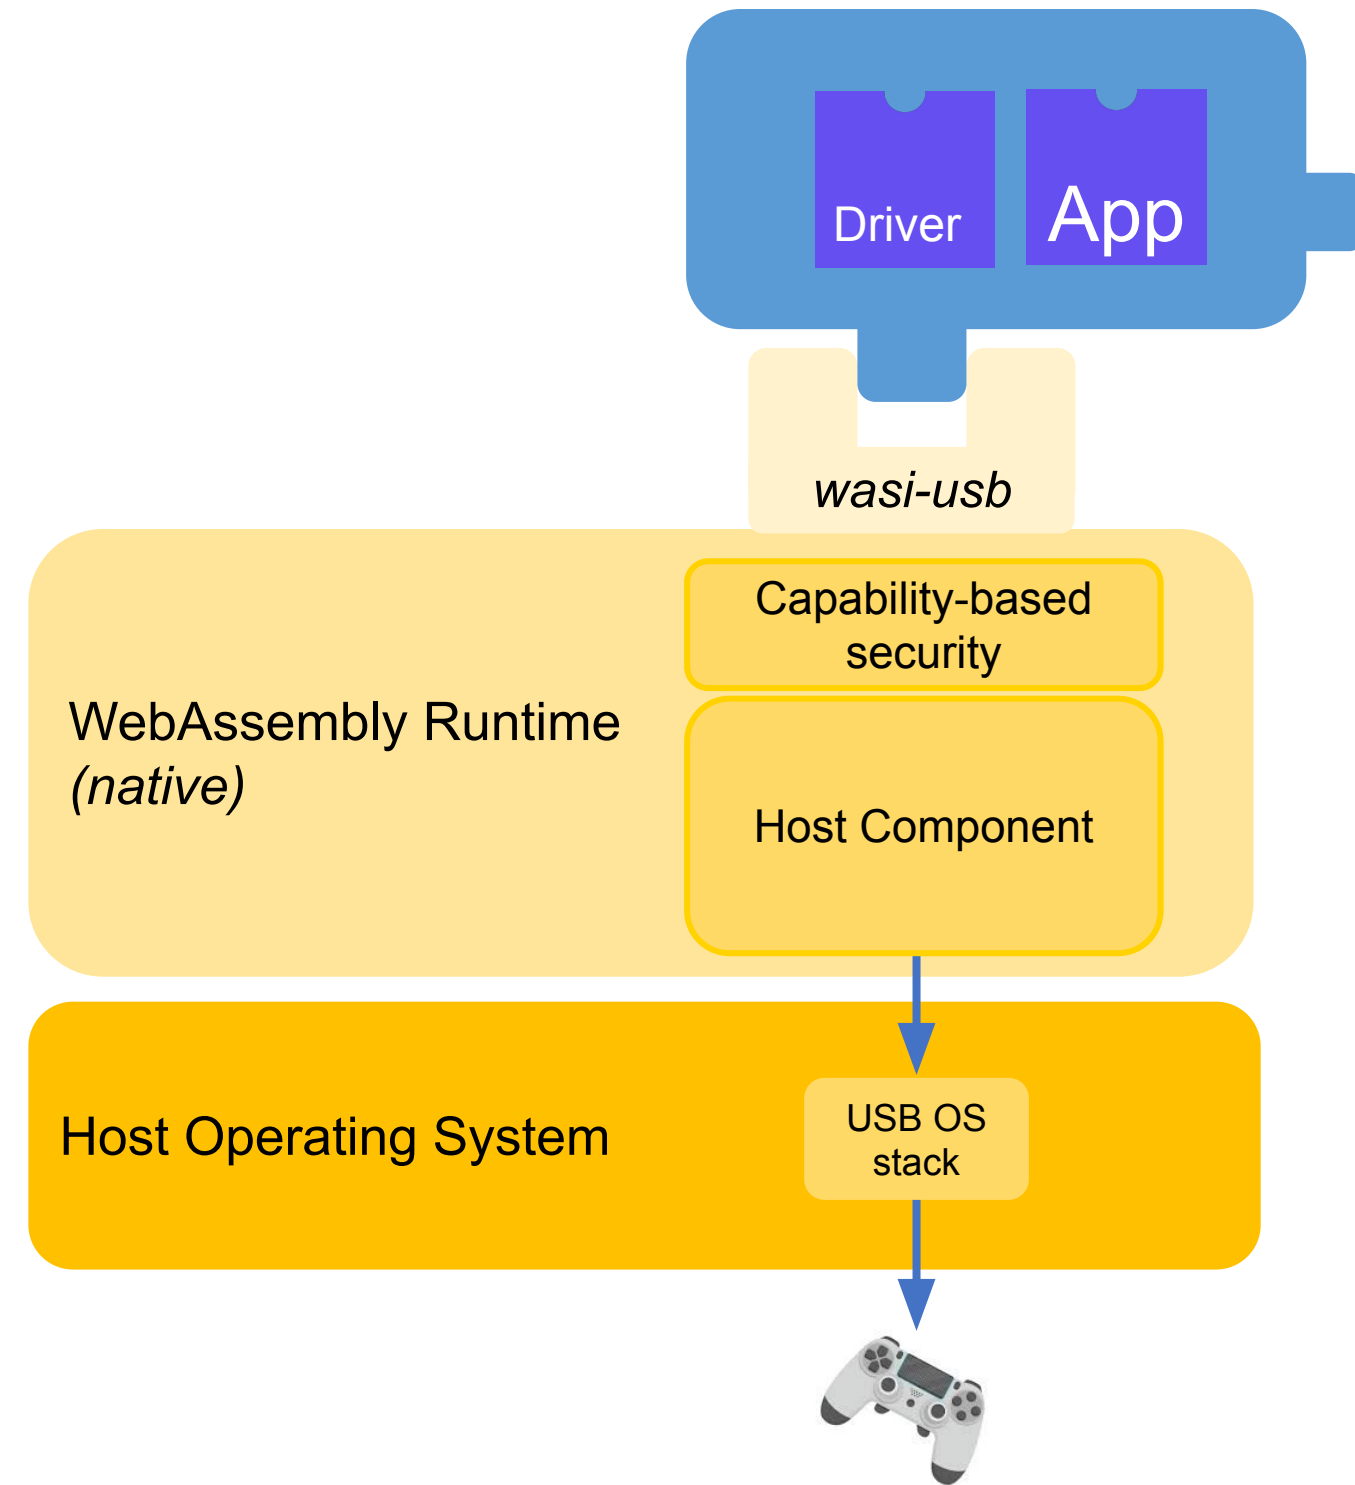 Driver
App
wasi-usb
Capability-based
security
WebAssembly Runtime
(native)
Host Component
Host Operating System
USB OS
stack